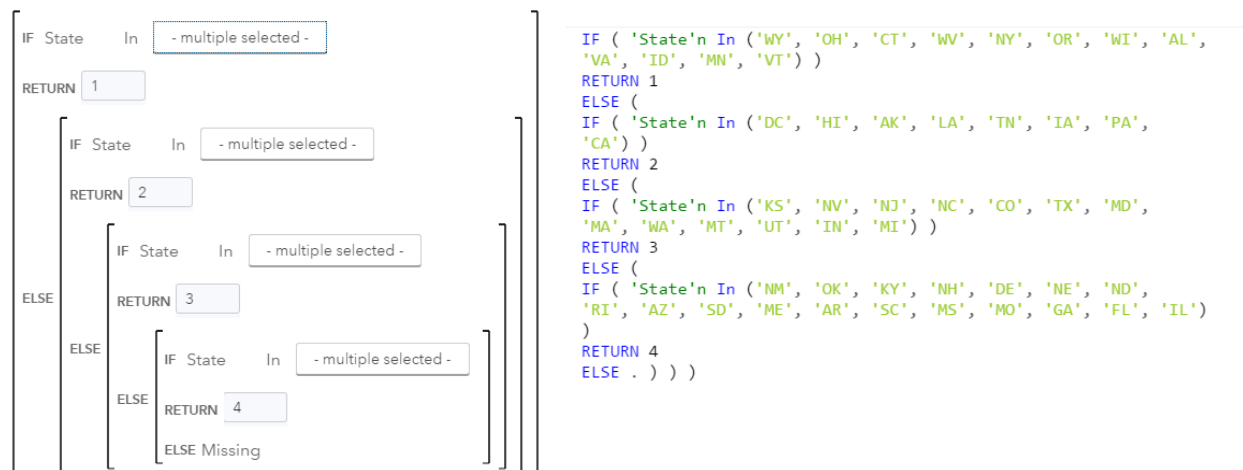 IF State In - multiple selected -
RETURN 1
IF State In - multiple selected -
RETURN 2
IF State In - multiple selected -
ELSE RETURN 3
ELSE IF State In - multiple selected -
ELSE RETURN 4
ELSE Missing
IF ( 'State'n In ('WY', 'OH', 'CT', 'WV', 'NY', 'OR', 'WI', 'AL',
'VA', 'ID', 'MN', 'VT') )
RETURN 1
ELSE (
IF ( 'State'n In ('DC', 'HI', 'AK', 'LA', 'TN', 'IA', 'PA',
'CA') )
RETURN 2
ELSE (
IF ( 'State'n In ('KS', 'NV', 'NJ', 'NC', 'CO', 'TX', 'MD',
'MA', 'WA', 'MT', 'UT', 'IN', 'MI') )
RETURN 3
ELSE (
IF ( 'State'n In ('NM', 'OK', 'KY', 'NH', 'DE', 'NE', 'ND',
'RI', 'AZ', 'SD', 'ME', 'AR', 'SC', 'MS', 'MO', 'GA', 'FL', 'IL')
)
RETURN 4
ELSE . ) ) )